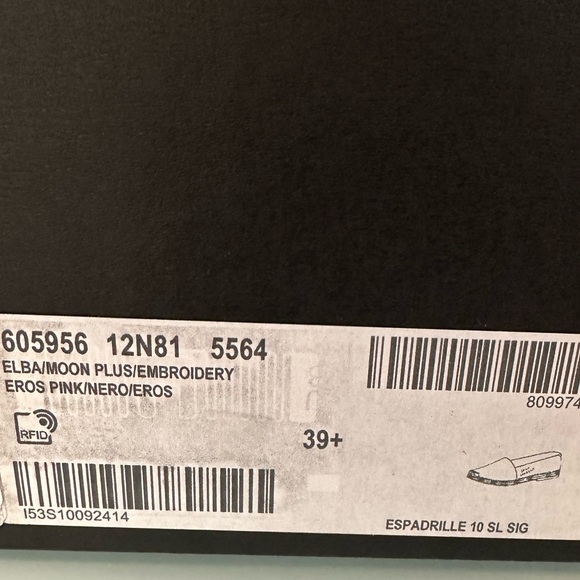 605956 12N81 5564
ELBA/MOON PLUS/EMBROIDERY
EROS PINK/NERO/EROS
RFID
39+
809974
I53S10092414
ESPADRILLE 10 SL SIG